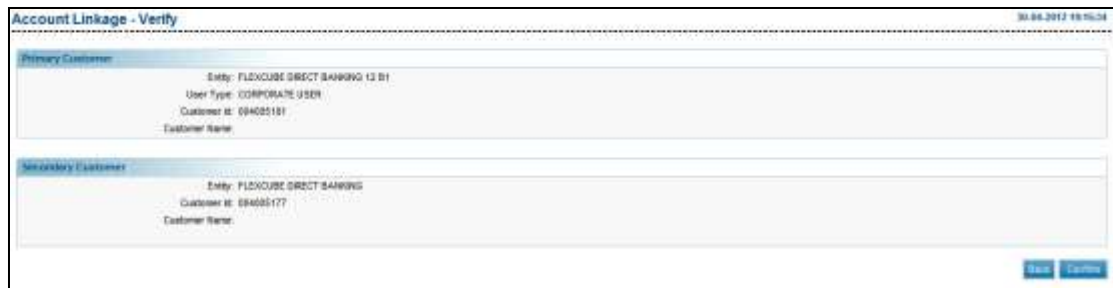 Account Linkage - Verify
Primary Customer
Entity: FLEXCUBE DIRECT BANKING 12 B1
User Type: CORPORATE USER
Customer Id:
Customer Name:
Secondary Customer
Entity: FLEXCUBE DIRECT BANKING
Customer Id:
Customer Name:
Back Confirm